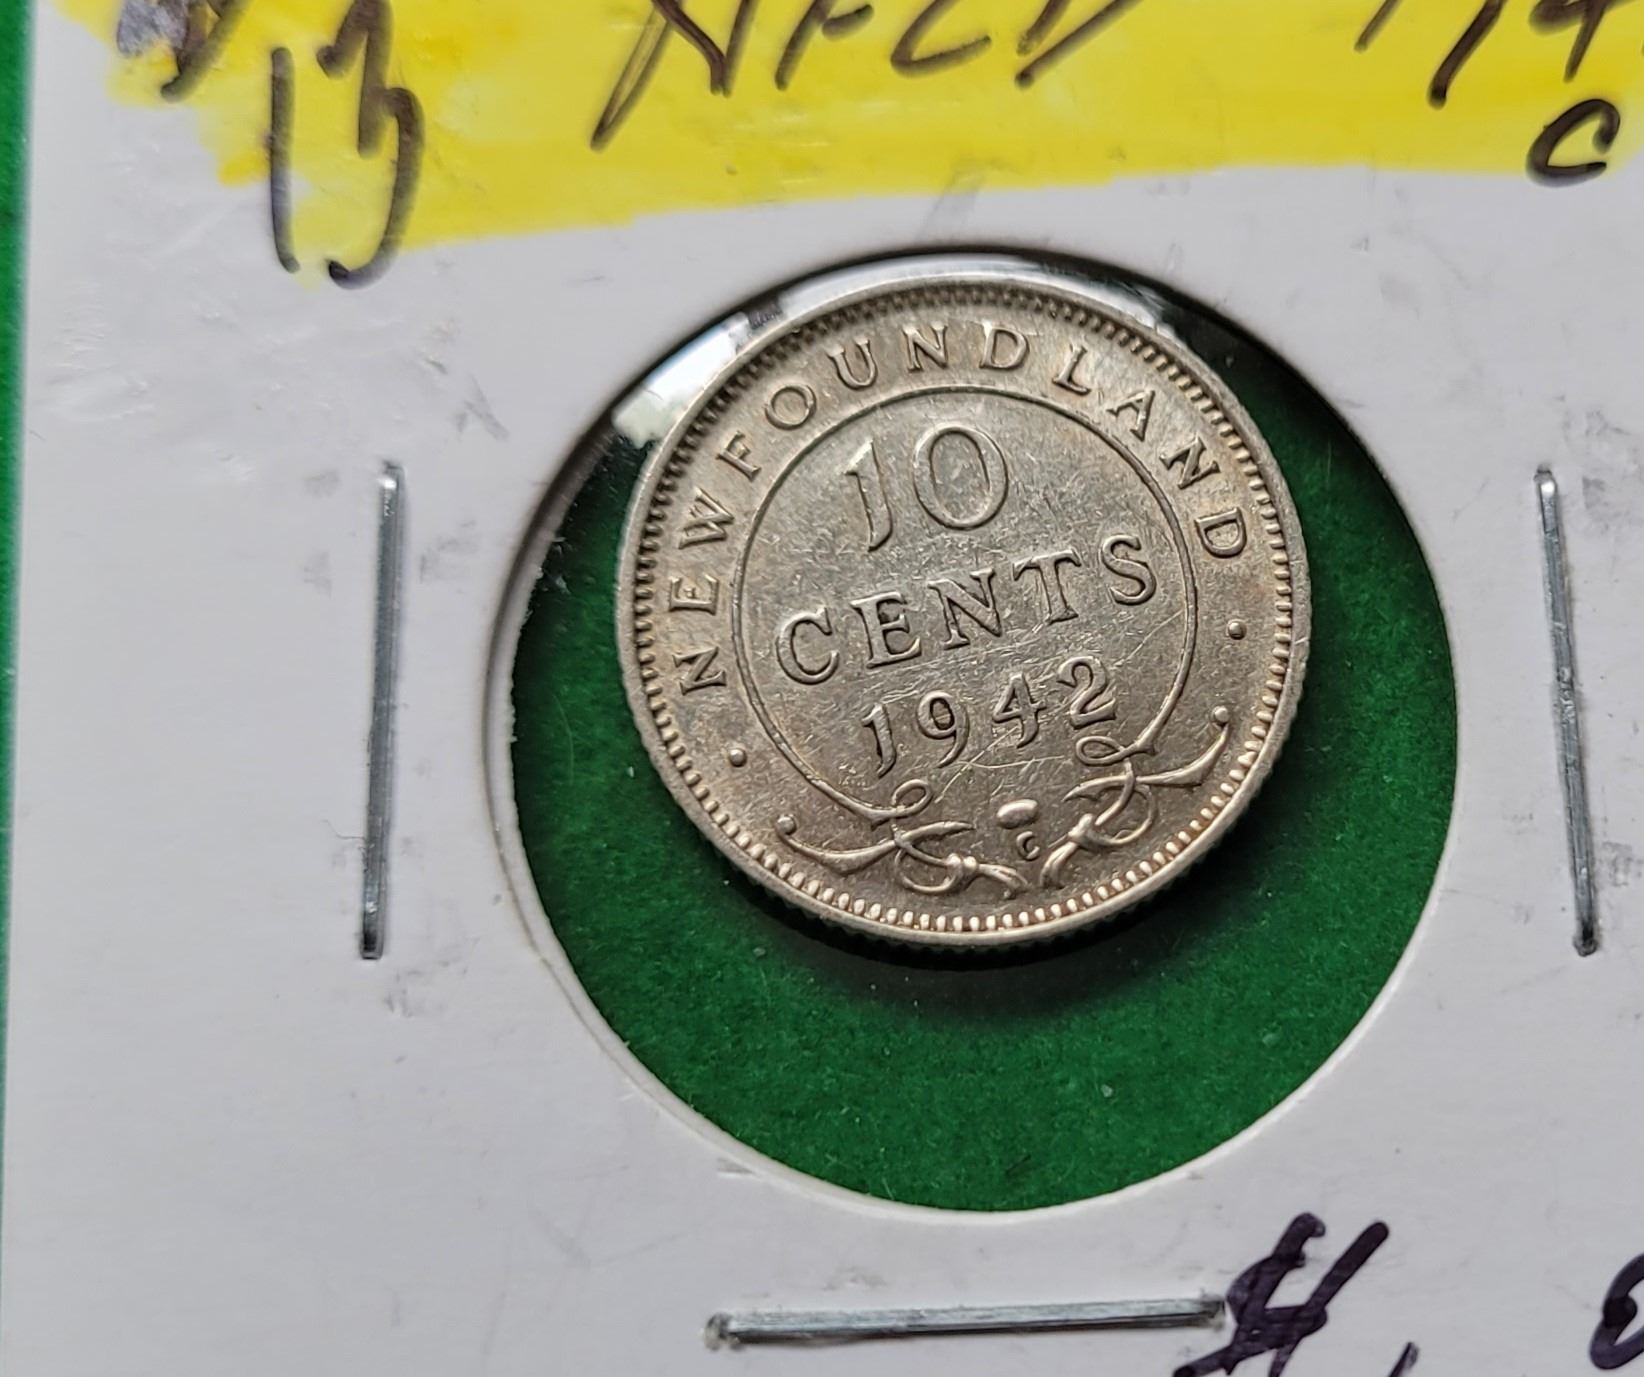 NFLD
C
NEWFOUNDLAND
10
CENTS
1942
C
$